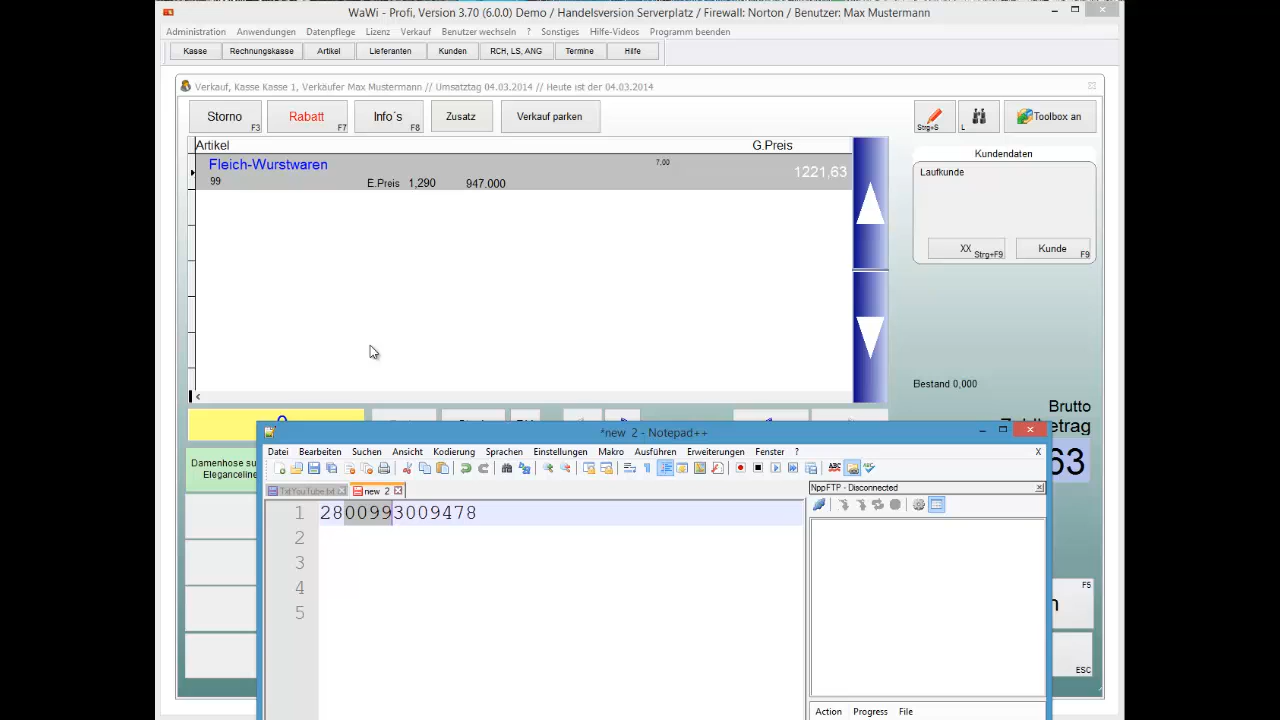 WaWi - Profi, Version 3.70 (6.0.0) Demo / Handelsversion Serverplatz / Firewall: Norton / Benutzer: Max Mustermann
Administration Anwendungen Datenpflege Lizenz Verkauf Benutzer wechseln ? Sonstiges Hilfe-Videos Programm beenden
Kasse Rechnungskasse Artikel Lieferanten Kunden RCH, LS, ANG Termine Hilfe
Verkauf, Kasse Kasse 1, Verkäufer Max Mustermann // Umsatztag 04.03.2014 // Heute ist der 04.03.2014
Storno F3 Rabatt F7 Info´s F8 Zusatz Verkauf parken Strg+S L Toolbox an
Artikel G.Preis
Kundendaten
Fleich-Wurstwaren 7.00 1221,63
99 E.Preis 1,290 947.000
Laufkunde
XX Strg+F9 Kunde F9
Bestand 0,000
Brutto
etrag
63
Damenhose su
Eleganceline
*new 2 - Notepad++
Datei Bearbeiten Suchen Ansicht Kodierung Sprachen Einstellungen Makro Ausführen Erweiterungen Fenster ? X
TxtYouTube.txt new 2
NppFTP - Disconnected
1 2800993009478
2
3
4
5
F5
n
ESC
Action Progress File